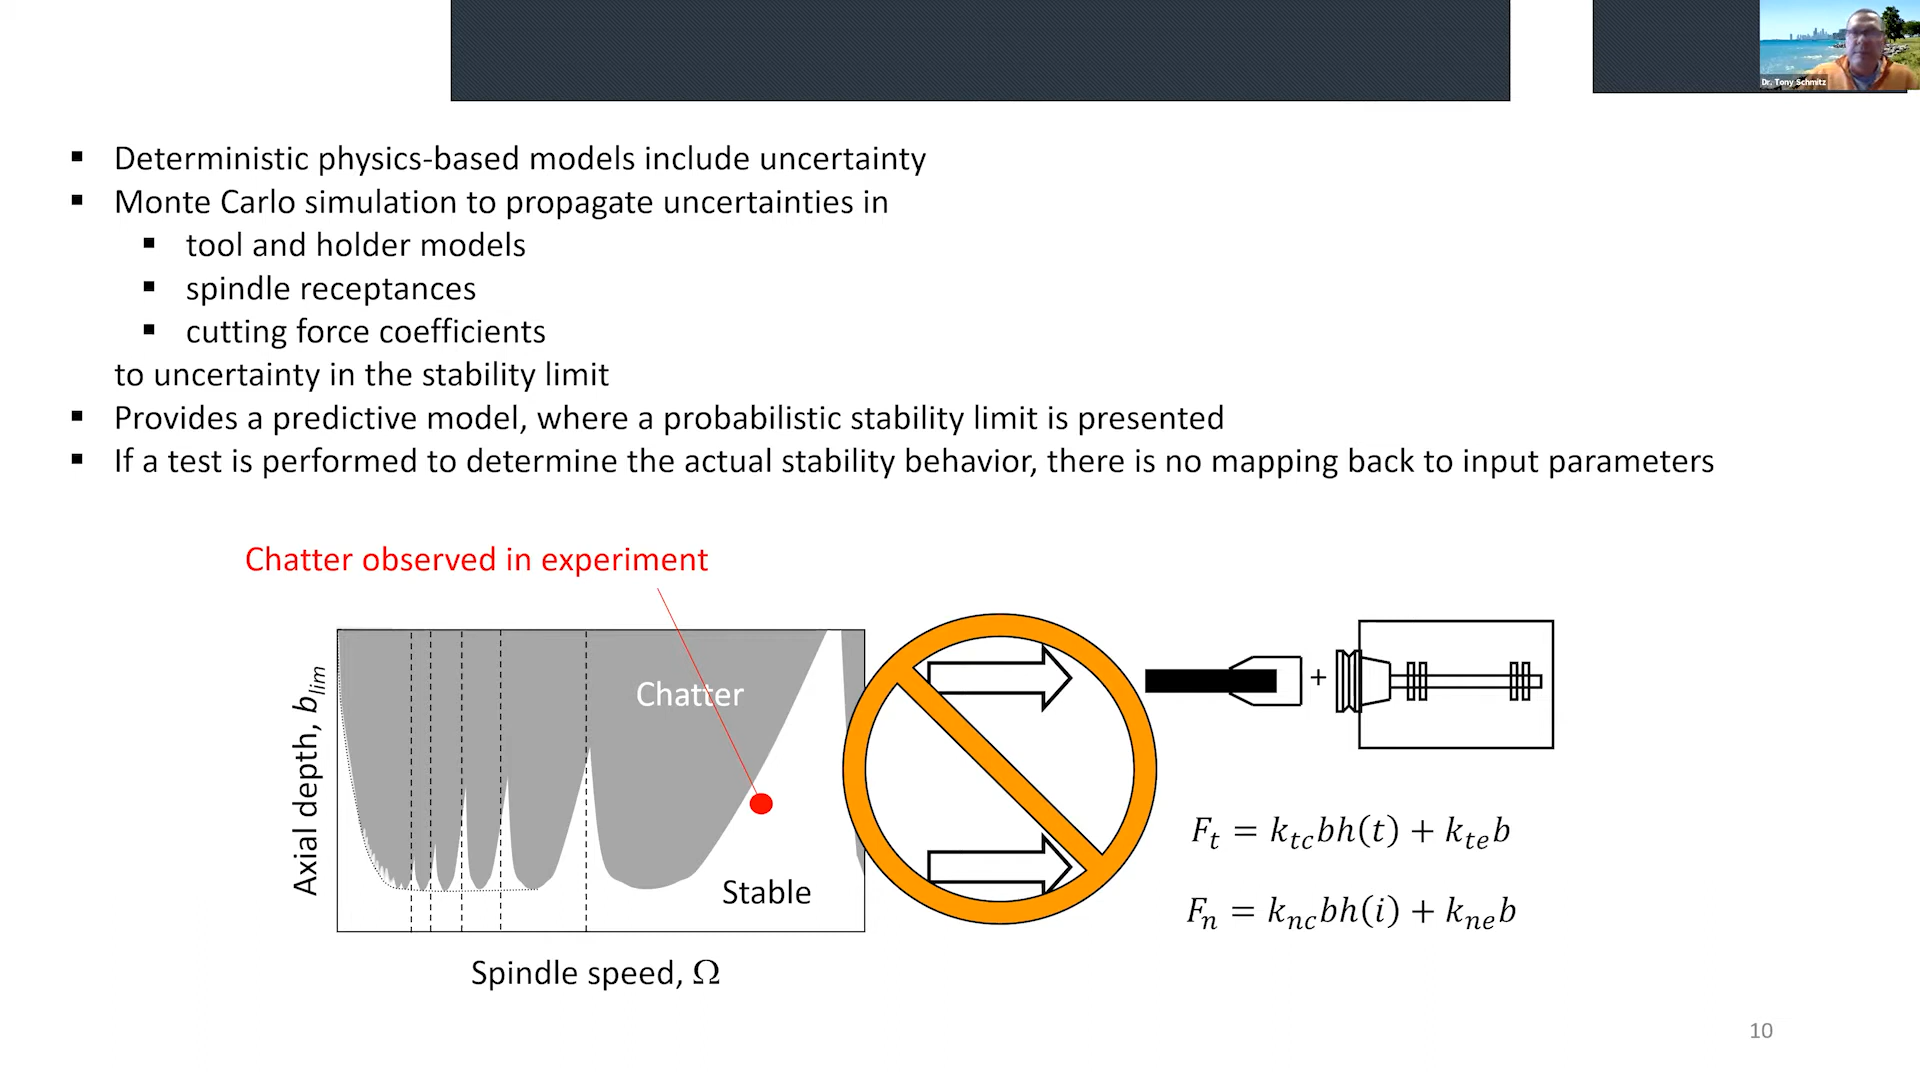 Dr. Tony Schmitz
▪ Deterministic physics-based models include uncertainty
▪ Monte Carlo simulation to propagate uncertainties in
▪ tool and holder models
▪ spindle receptances
▪ cutting force coefficients
to uncertainty in the stability limit
▪ Provides a predictive model, where a probabilistic stability limit is presented
▪ If a test is performed to determine the actual stability behavior, there is no mapping back to input parameters
Chatter observed in experiment
Axial depth, b_lim
Chatter
Stable
Spindle speed, Ω
+
F_t = k_tc bh(t) + k_te b
F_n = k_nc bh(i) + k_ne b
10